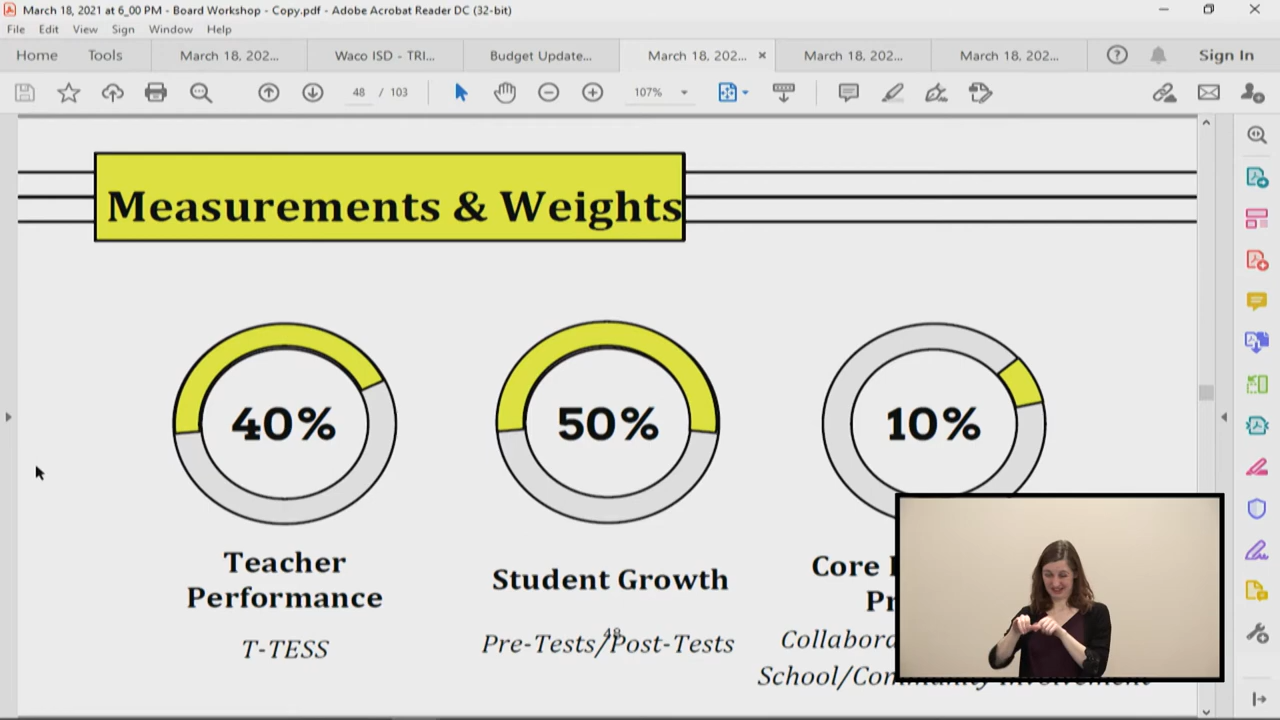 March 18, 2021 at 6_00 PM - Board Workshop - Copy.pdf - Adobe Acrobat Reader DC (32-bit)
File Edit View Sign Window Help
Home Tools March 18, 202... Waco ISD - TRI... Budget Update... March 18, 202... × March 18, 202... March 18, 202... Sign In
48 / 103 107%
Measurements & Weights
40% 50% 10%
Teacher
Performance
T-TESS
Student Growth
Pre-Tests/Post-Tests
48
Core
Collabora
School/Community Involvement